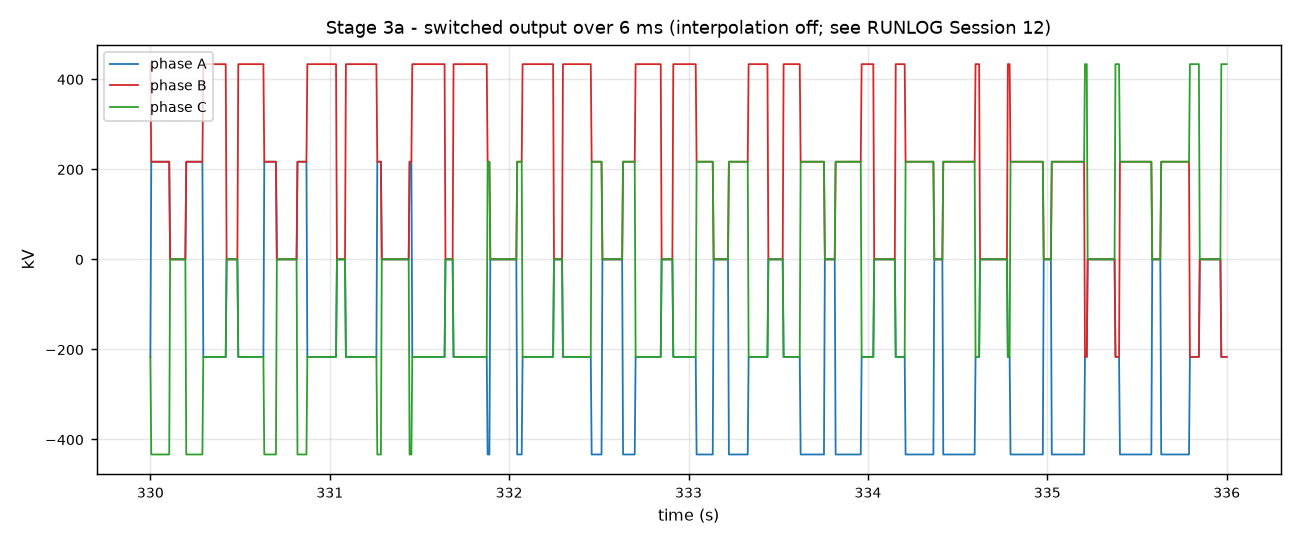 Stage 3a - switched output over 6 ms (interpolation off; see RUNLOG Session 12)
phase A
phase B
phase C
kV
400
200
0
−200
−400
330
331
332
333
334
335
336
time (s)